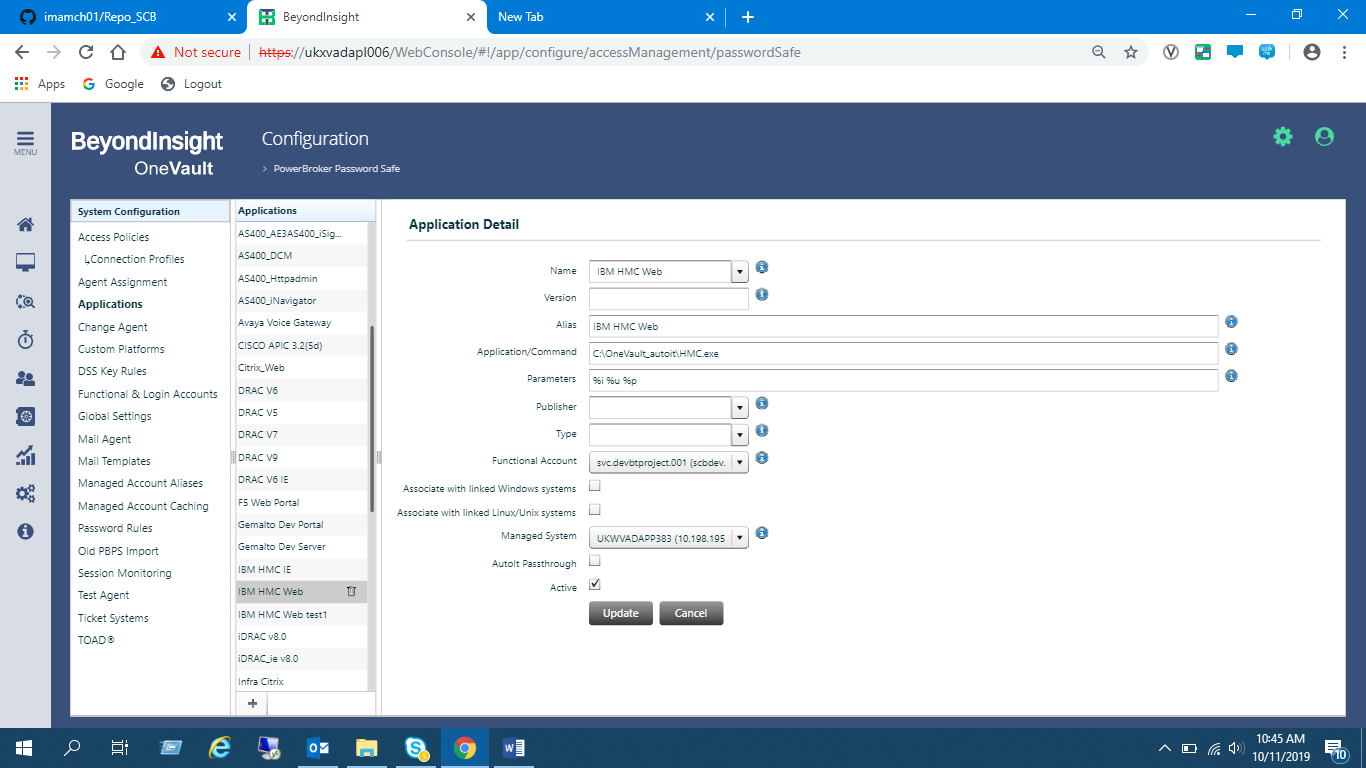 imamch01/Repo_SCB
BeyondInsight
New Tab
Not secure
https://ukxvadapl006/WebConsole/#!/app/configure/accessManagement/passwordSafe
Apps
Google
Logout
MENU
BeyondInsight
OneVault
Configuration
> PowerBroker Password Safe
System Configuration
Access Policies
↳Connection Profiles
Agent Assignment
Applications
Change Agent
Custom Platforms
DSS Key Rules
Functional & Login Accounts
Global Settings
Mail Agent
Mail Templates
Managed Account Aliases
Managed Account Caching
Password Rules
Old PBPS Import
Session Monitoring
Test Agent
Ticket Systems
TOAD®
Applications
AS400_AE3AS400_iSig...
AS400_DCM
AS400_Httpadmin
AS400_iNavigator
Avaya Voice Gateway
CISCO APIC 3.2(5d)
Citrix_Web
DRAC V6
DRAC V5
DRAC V7
DRAC V9
DRAC V6 IE
F5 Web Portal
Gemalto Dev Portal
Gemalto Dev Server
IBM HMC IE
IBM HMC Web
IBM HMC Web test1
iDRAC v8.0
iDRAC_ie v8.0
Infra Citrix
+
Application Detail
Name IBM HMC Web
Version
Alias IBM HMC Web
Application/Command C:\OneVault_autoit\HMC.exe
Parameters %i %u %p
Publisher
Type
Functional Account svc.devbtproject.001 (scbdev.
Associate with linked Windows systems
Associate with linked Linux/Unix systems
Managed System UKWVADAPP383 (10.198.195
AutoIt Passthrough
Active
Update Cancel
10:45 AM
10/11/2019
10